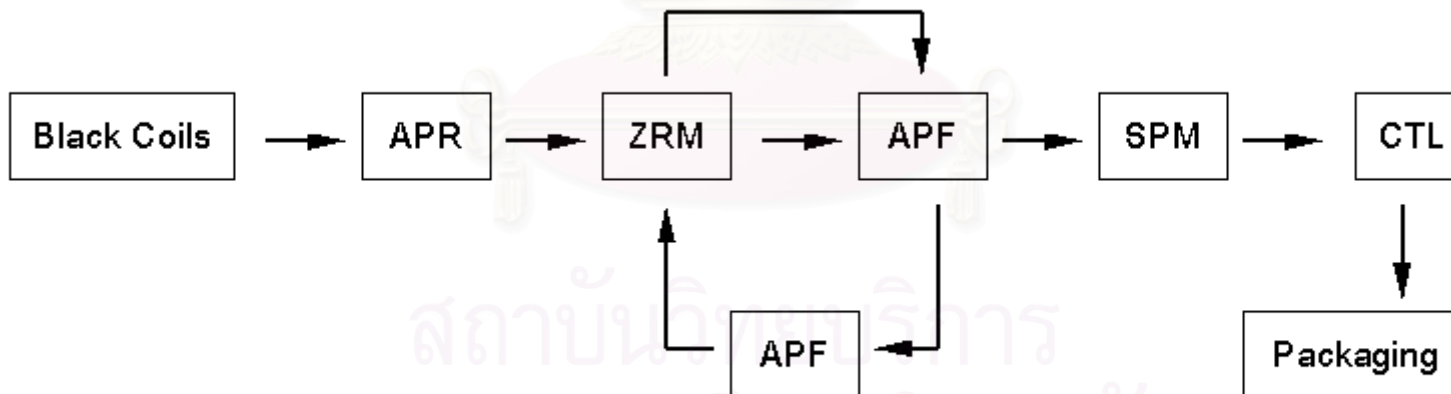 Black Coils
APR
ZRM
APF
SPM
CTL
APF
Packaging
สถาบันวิทยบริการ